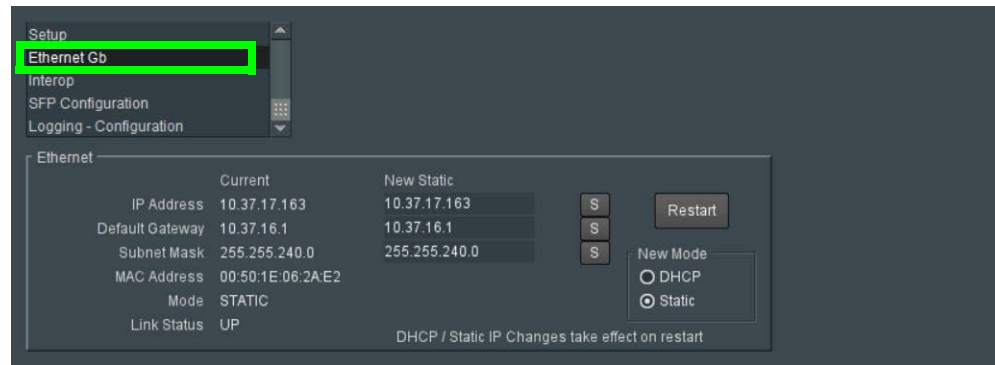 Setup
Ethernet Gb
Interop
SFP Configuration
Logging - Configuration
Ethernet
Current New Static
IP Address 10.37.17.163 10.37.17.163 S Restart
Default Gateway 10.37.16.1 10.37.16.1 S
Subnet Mask 255.255.240.0 255.255.240.0 S New Mode
MAC Address 00:50:1E:06:2A:E2 DHCP
Mode STATIC Static
Link Status UP
DHCP / Static IP Changes take effect on restart